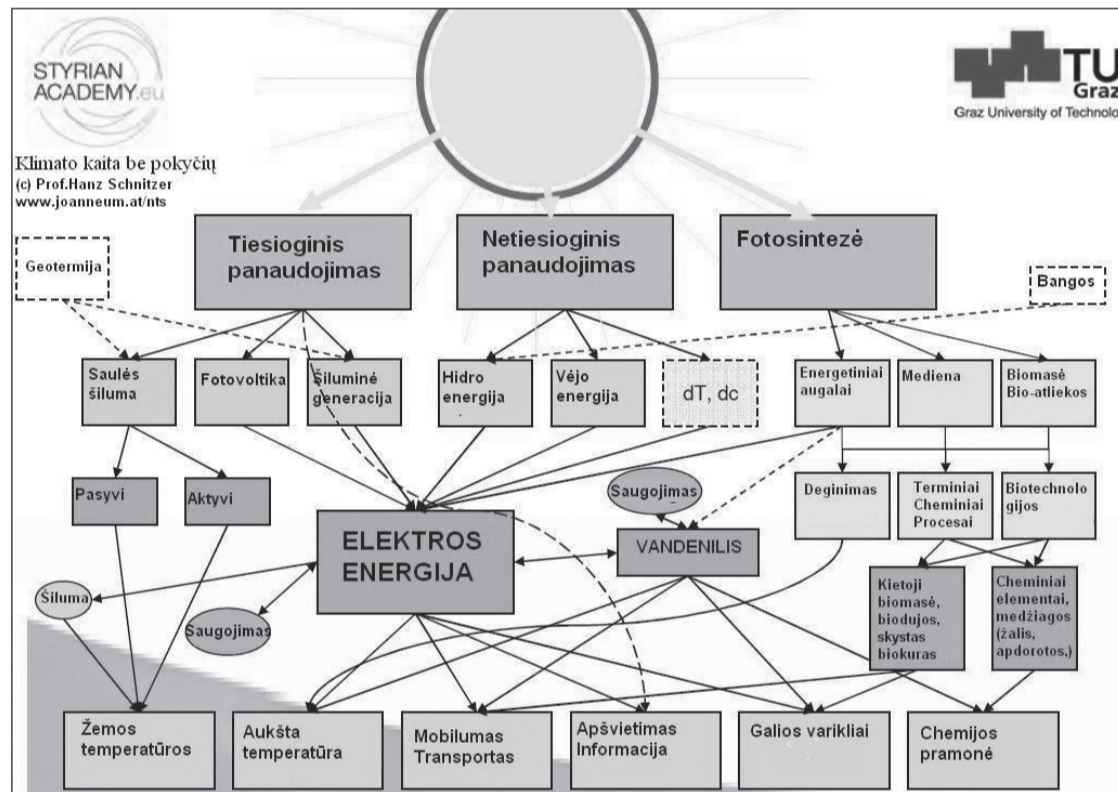 STYRIAN
ACADEMY.eu
TU
Graz
Graz University of Technolo
Klimato kaita be pokyčių
(c) Prof.Hanz Schnitzer
www.joanneum.at/nts
Tiesioginis
panaudojimas
Netiesioginis
panaudojimas
Fotosintezė
Geotermija
Bangos
Saulės
šiluma
Fotovoltika
Šiluminė
generacija
Hidro
energija
Vėjo
energija
dT, dc
Energetiniai
augalai
Mediena
Biomasė
Bio-atliekos
Pasyvi
Aktyvi
Saugojimas
Deginimas
Terminiai
Cheminiai
Procesai
Biotechnolo
gijos
ELEKTROS
ENERGIJA
VANDENILIS
Šiluma
Saugojimas
Kietoji
biomasė,
biodujos,
skystas
biokuras
Cheminiai
elementai,
medžiagos
(žalis,
apdorotos,)
Žemos
temperatūros
Aukšta
temperatūra
Mobilumas
Transportas
Apšvietimas
Informacija
Galios varikliai
Chemijos
pramonė